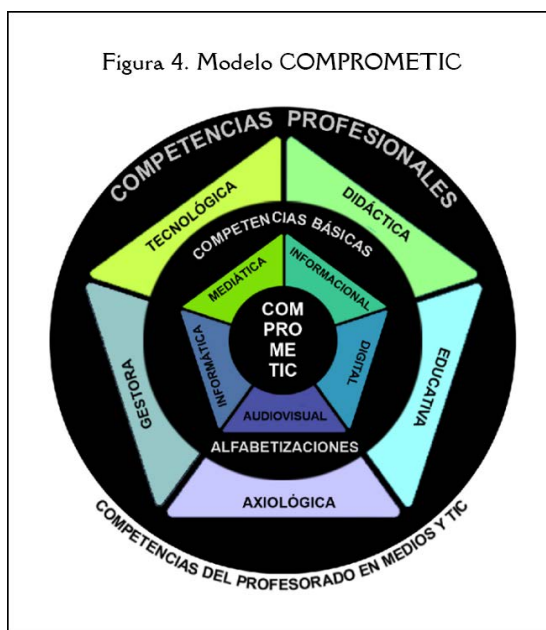 Figura 4. Modelo COMPROMETIC
COMPETENCIAS PROFESIONALES
TECNOLÓGICA
DIDÁCTICA
COMPETENCIAS BÁSICAS
MEDIÁTICA
INFORMACIONAL
COM
PRO
ME
TIC
INFORMÁTICA
DIGITAL
GESTORA
EDUCATIVA
AUDIOVISUAL
ALFABETIZACIONES
AXIOLÓGICA
COMPETENCIAS DEL PROFESORADO EN MEDIOS Y TIC